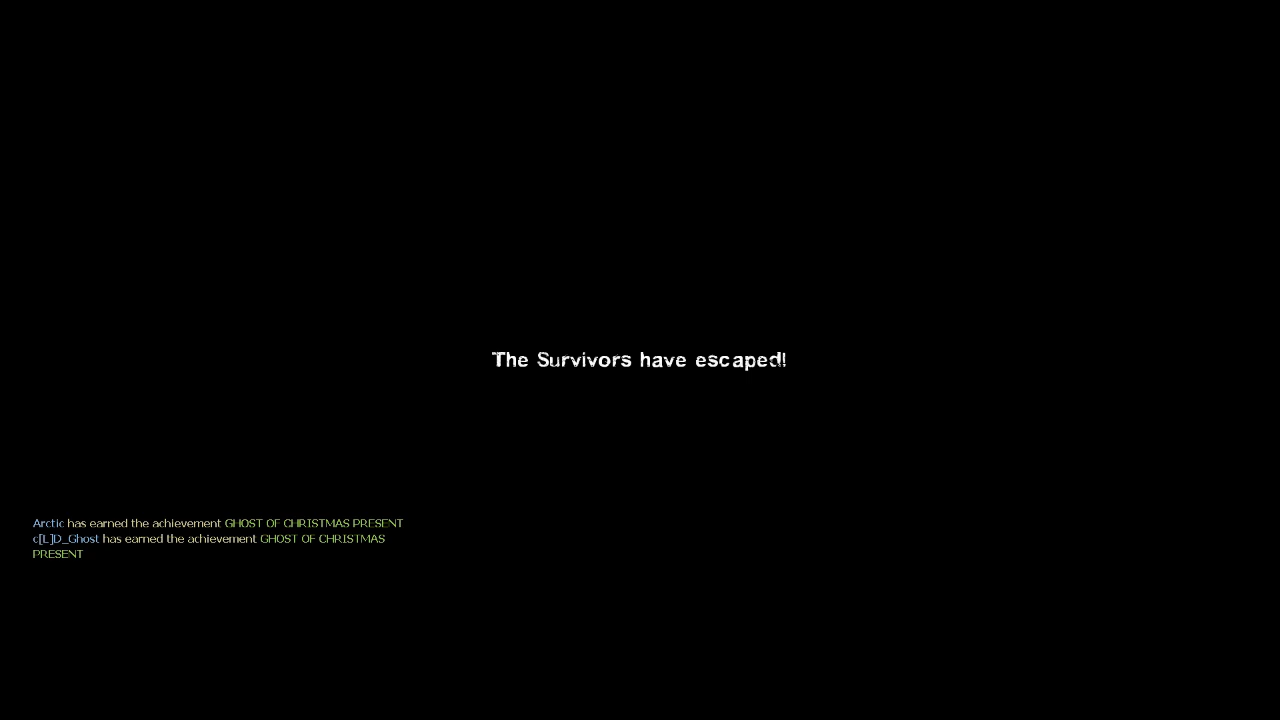 The Survivors have escaped!
Arctic has earned the achievement GHOST OF CHRISTMAS PRESENT
c[L]D_Ghost has earned the achievement GHOST OF CHRISTMAS
PRESENT